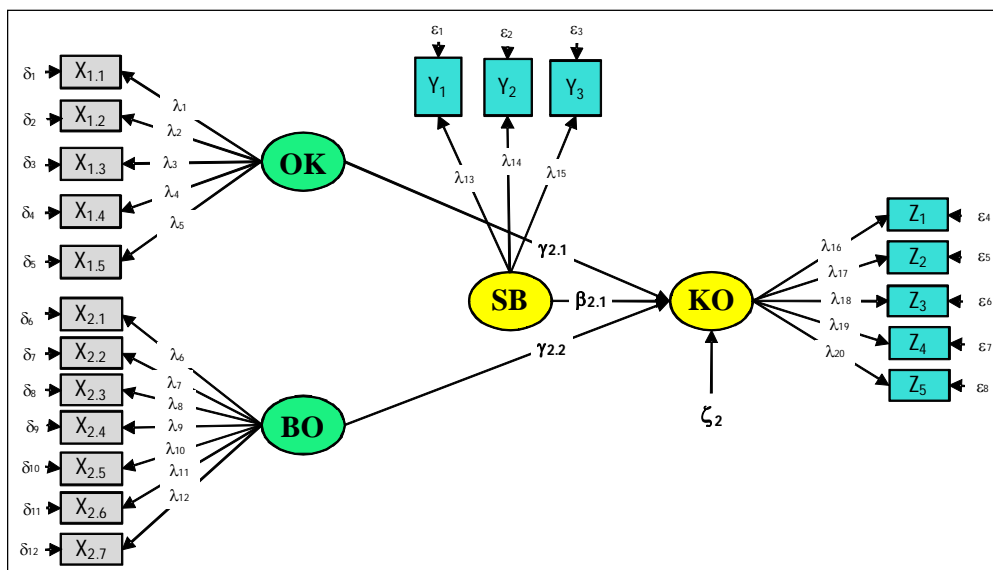 ε1 ε2 ε3
Y1 Y2 Y3
λ13 λ14 λ15
δ1 X1.1 λ1
δ2 X1.2 λ2
δ3 X1.3 λ3
δ4 X1.4 λ4
δ5 X1.5 λ5
OK
γ2.1
SB
β2.1
KO
ζ2
γ2.2
δ6 X2.1 λ6
δ7 X2.2 λ7
δ8 X2.3 λ8
δ9 X2.4 λ9
δ10 X2.5 λ10
δ11 X2.6 λ11
δ12 X2.7 λ12
BO
λ16 Z1 ε4
λ17 Z2 ε5
λ18 Z3 ε6
λ19 Z4 ε7
λ20 Z5 ε8